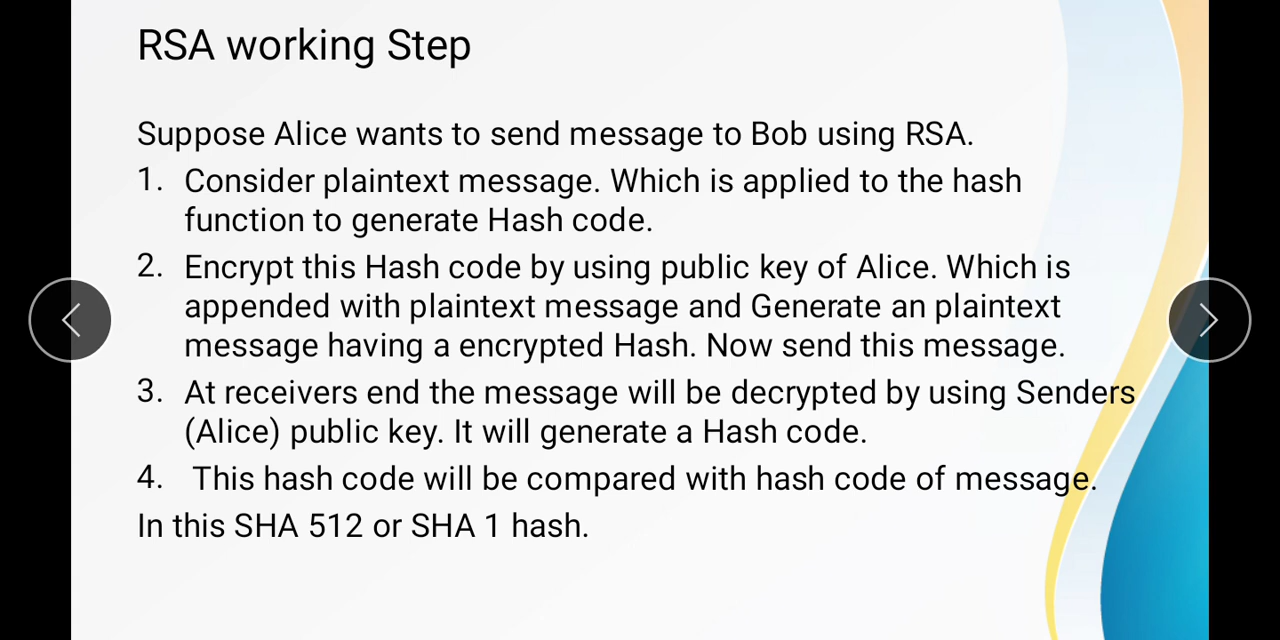 RSA working Step
Suppose Alice wants to send message to Bob using RSA.
1. Consider plaintext message. Which is applied to the hash
function to generate Hash code.
2. Encrypt this Hash code by using public key of Alice. Which is
appended with plaintext message and Generate an plaintext
message having a encrypted Hash. Now send this message.
3. At receivers end the message will be decrypted by using Senders
(Alice) public key. It will generate a Hash code.
4. This hash code will be compared with hash code of message.
In this SHA 512 or SHA 1 hash.